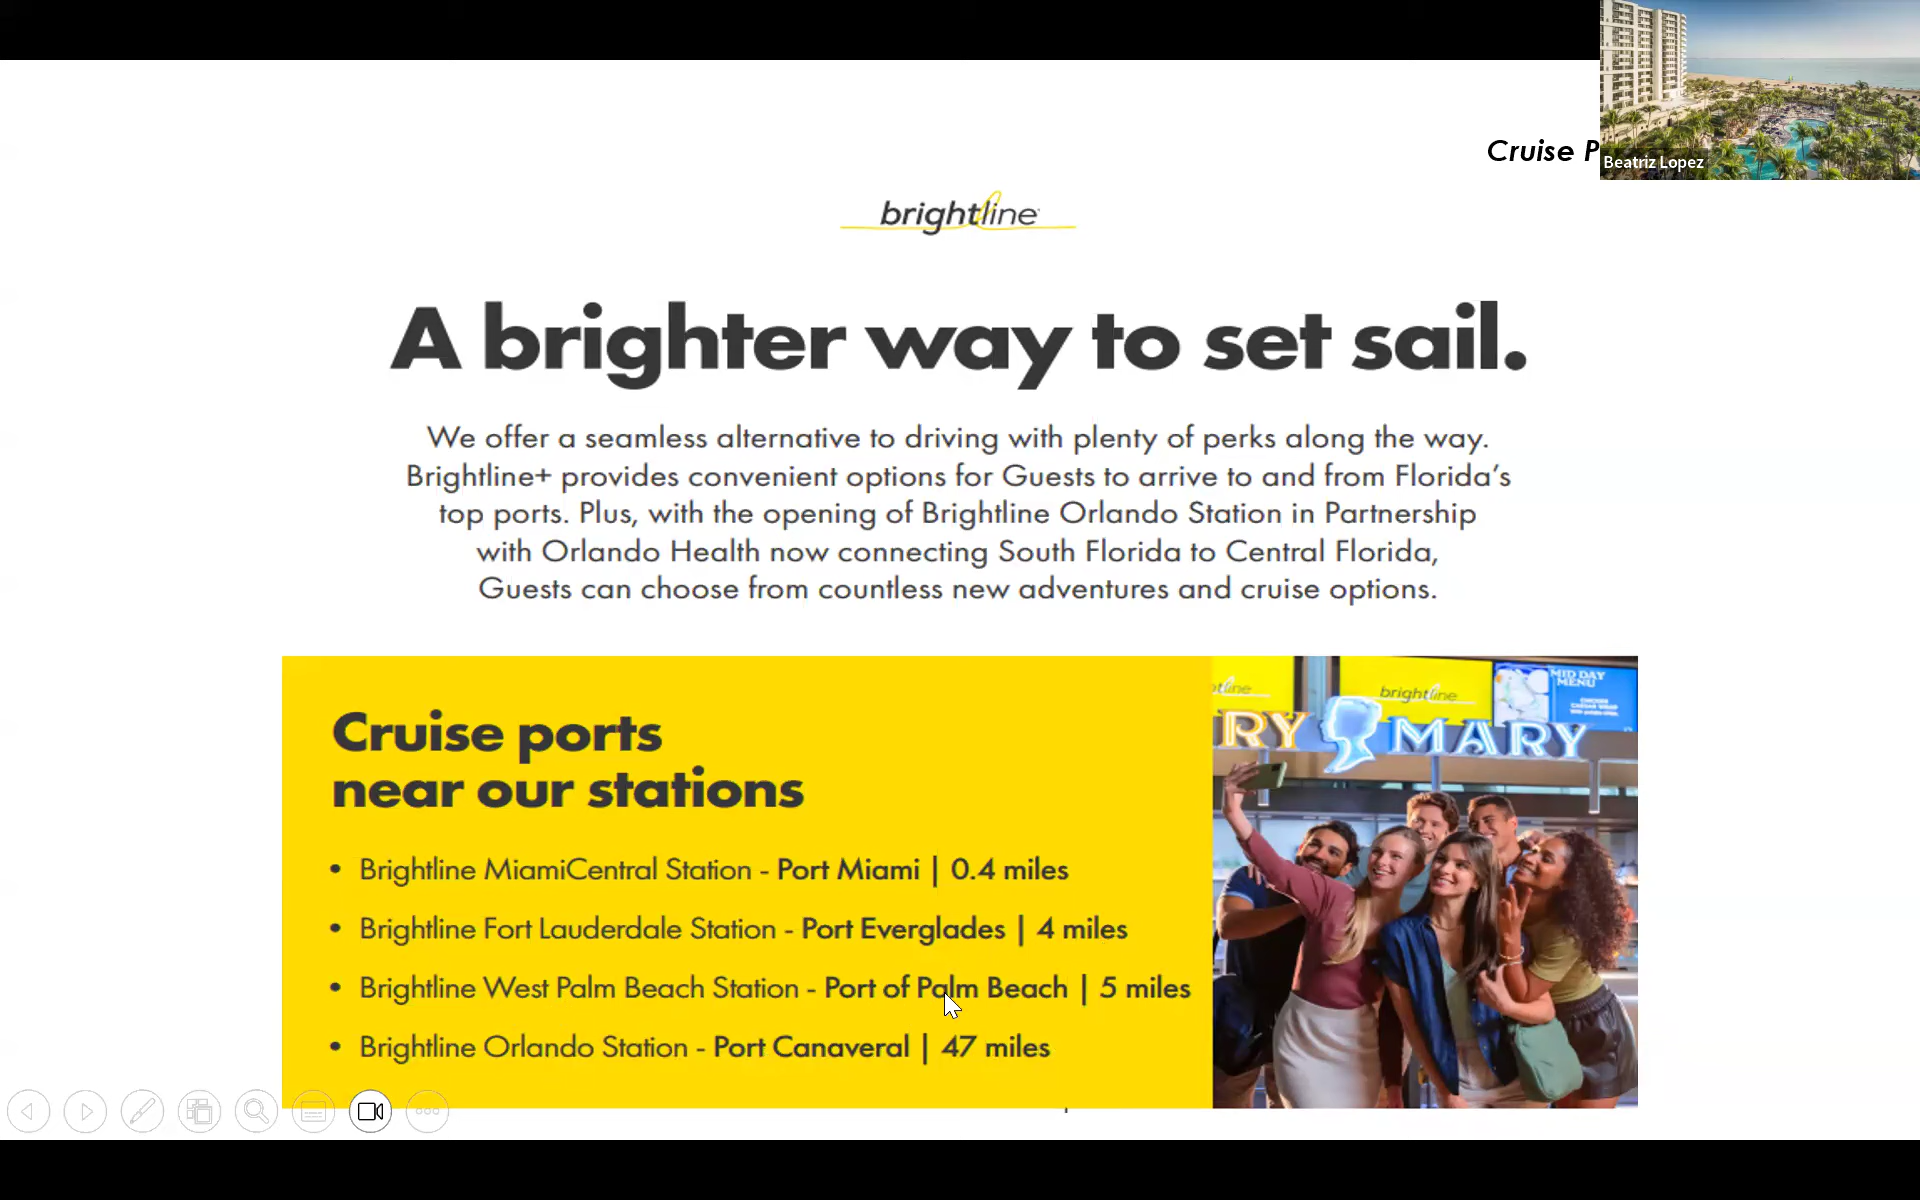 Cruise P
Beatriz Lopez
brightline
A brighter way to set sail.
We offer a seamless alternative to driving with plenty of perks along the way.
Brightline+ provides convenient options for Guests to arrive to and from Florida’s
top ports. Plus, with the opening of Brightline Orlando Station in Partnership
with Orlando Health now connecting South Florida to Central Florida,
Guests can choose from countless new adventures and cruise options.
Cruise ports
near our stations
• Brightline MiamiCentral Station - Port Miami | 0.4 miles
• Brightline Fort Lauderdale Station - Port Everglades | 4 miles
• Brightline West Palm Beach Station - Port of Palm Beach | 5 miles
• Brightline Orlando Station - Port Canaveral | 47 miles
brightline
MID DAY
MENU
RY MARY